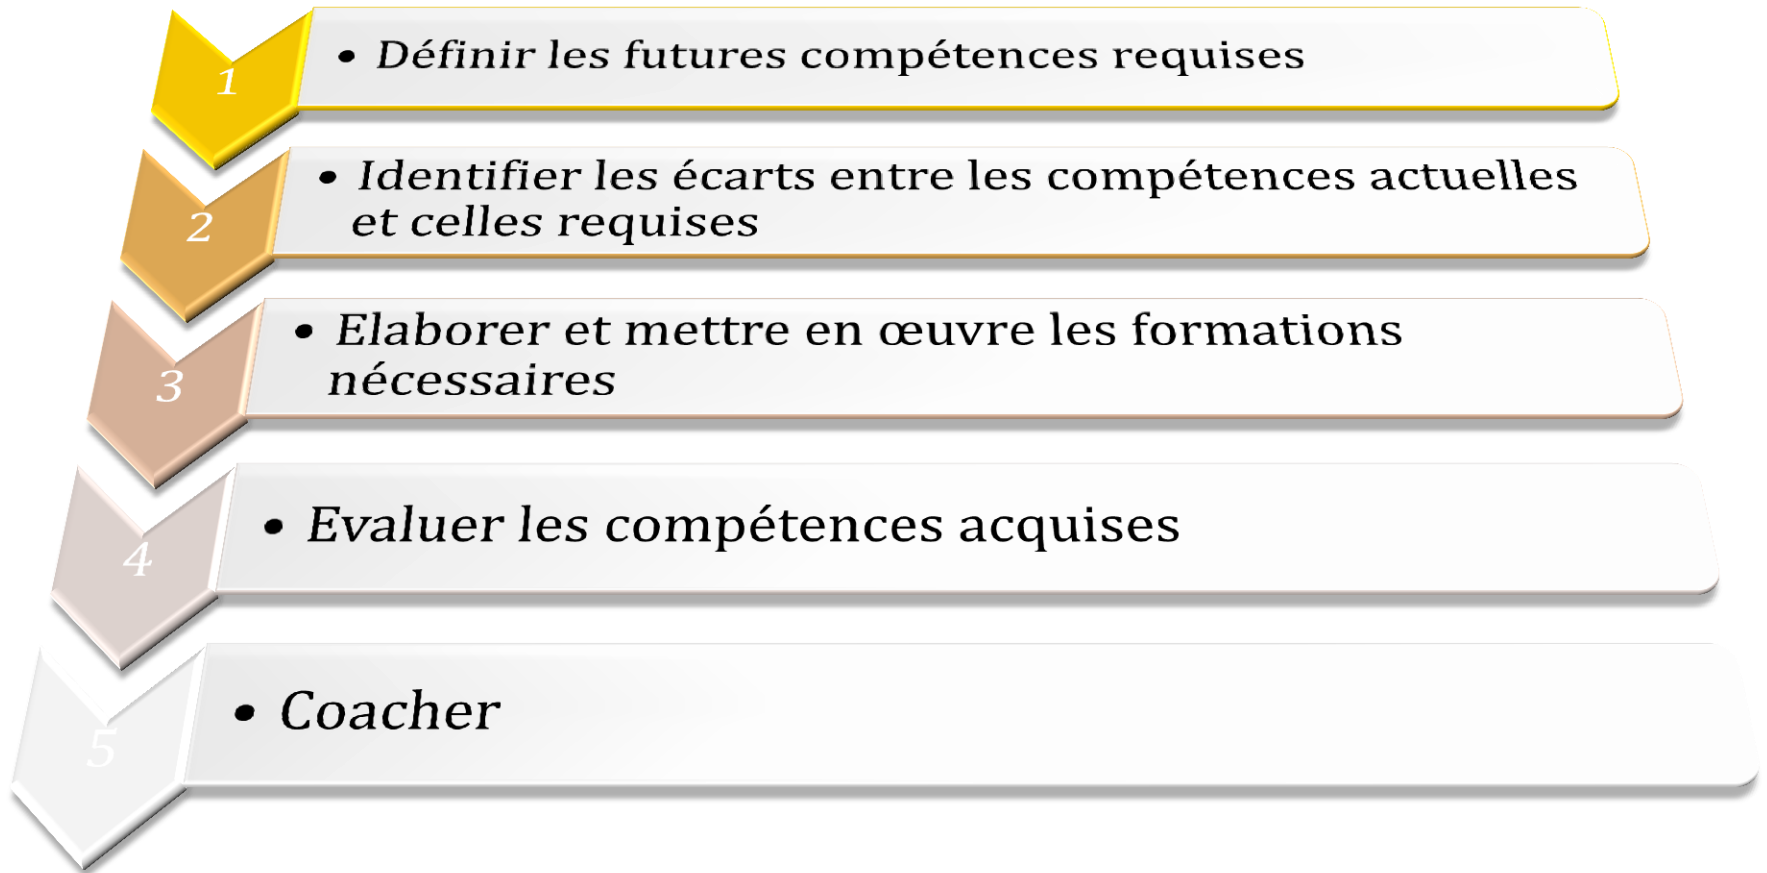 1
• Définir les futures compétences requises
2
• Identifier les écarts entre les compétences actuelles
et celles requises
3
• Elaborer et mettre en œuvre les formations
nécessaires
4
• Evaluer les compétences acquises
5
• Coacher